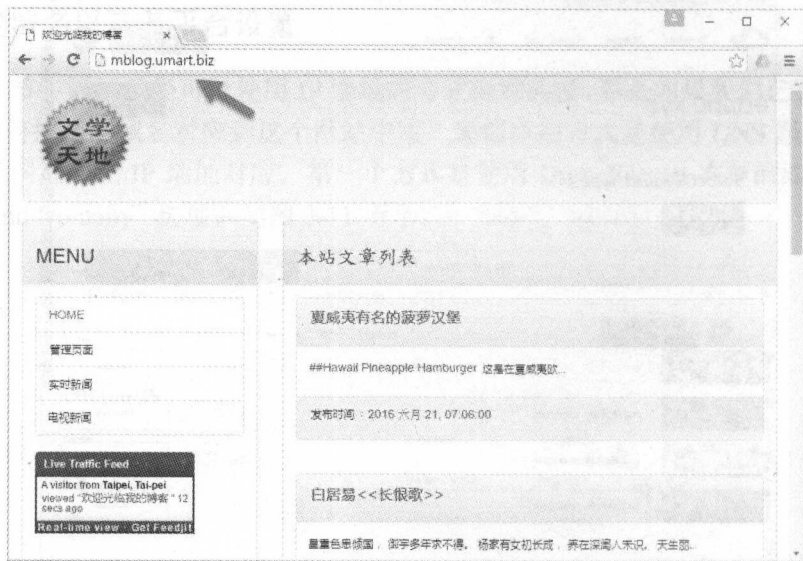 欢迎光临我的博客
mblog.umart.biz
文学
天地
MENU
HOME
管理页面
实时新闻
电视新闻
Live Traffic Feed
A visitor from Taipei, Tai-pei
viewed "欢迎光临我的博客" 12
secs ago
Real-time view · Get Feedjit
本站文章列表
夏威夷有名的菠萝汉堡
##Hawaii Pineapple Hamburger 这是在夏威夷欧...
发布时间：2016 六月 21, 07:06:00
白居易<<长恨歌>>
重色思倾国，御宇多年求不得。杨家有女初长成，养在深闺人未识。天生丽...